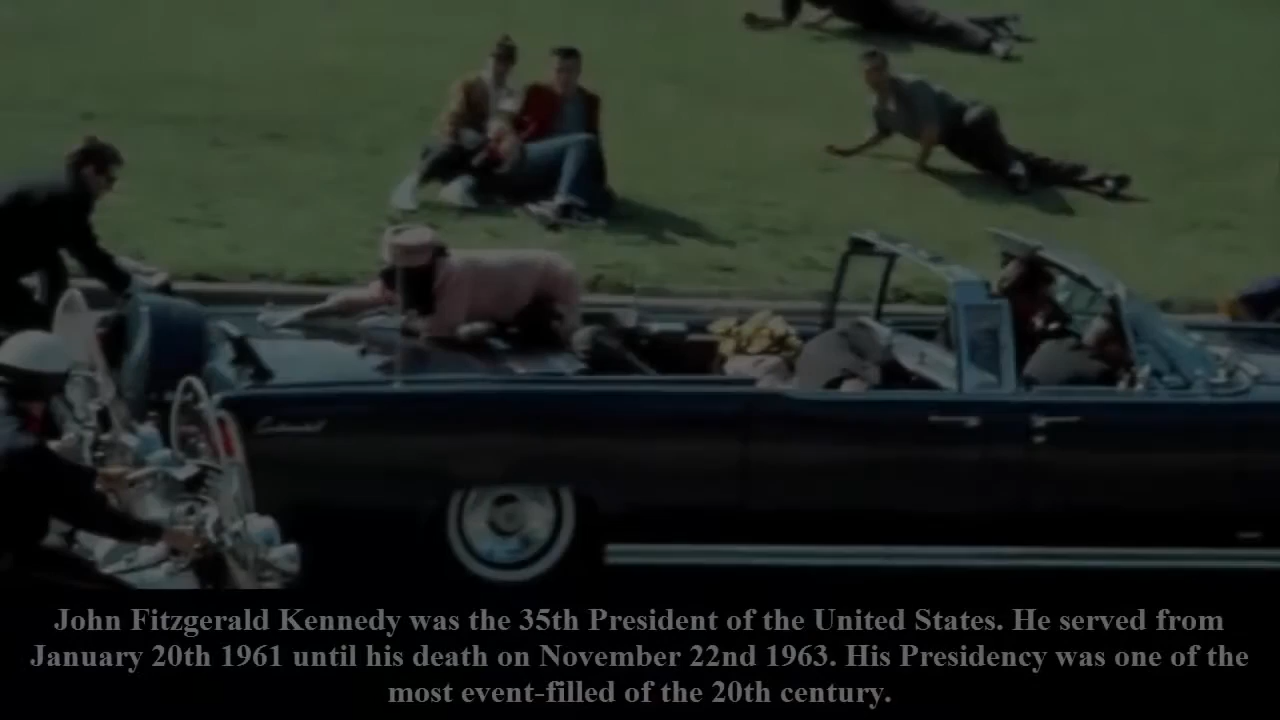 John Fitzgerald Kennedy was the 35th President of the United States. He served from
January 20th 1961 until his death on November 22nd 1963. His Presidency was one of the
most event-filled of the 20th century.